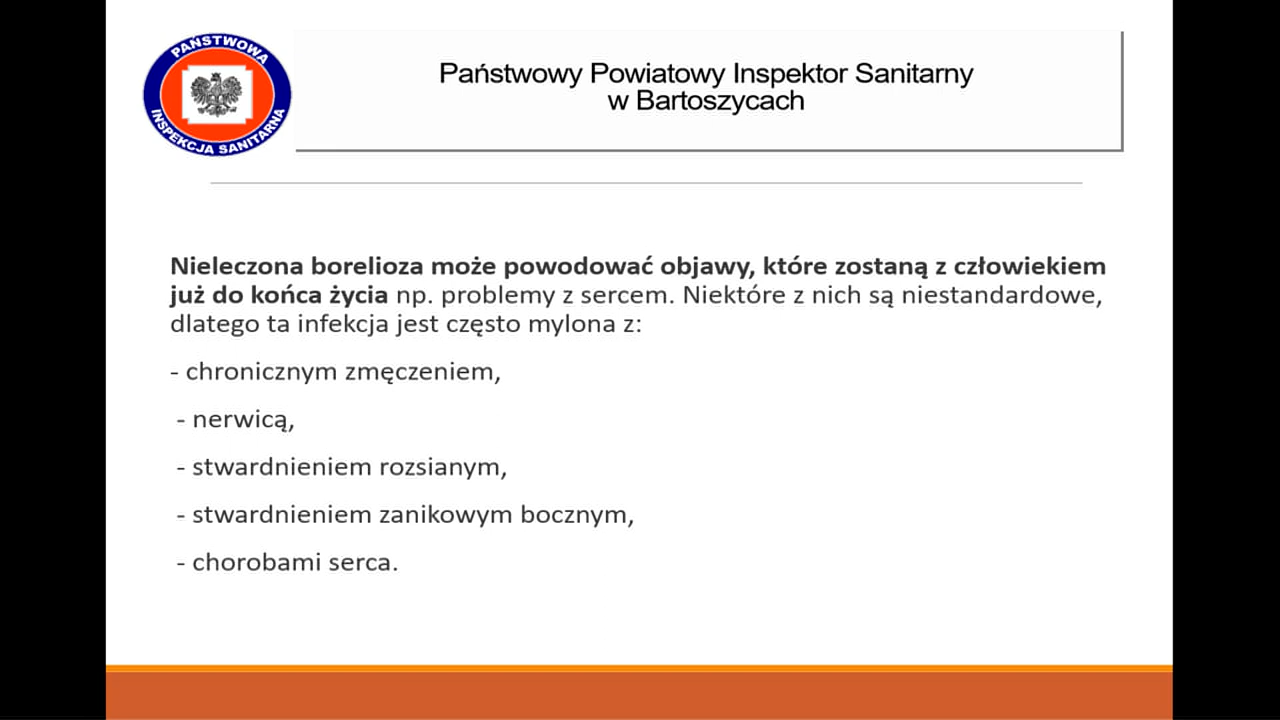 PAŃSTWOWA
INSPEKCJA SANITARNA
Państwowy Powiatowy Inspektor Sanitarny
w Bartoszycach
Nieleczona borelioza może powodować objawy, które zostaną z człowiekiem
już do końca życia np. problemy z sercem. Niektóre z nich są niestandardowe,
dlatego ta infekcja jest często mylona z:
- chronicznym zmęczeniem,
- nerwicą,
- stwardnieniem rozsianym,
- stwardnieniem zanikowym bocznym,
- chorobami serca.